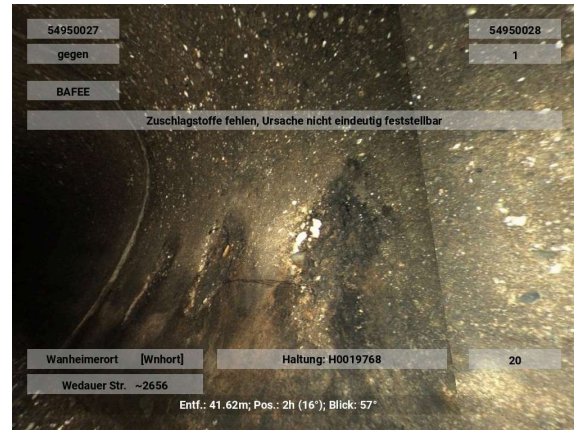 54950027
54950028
gegen
1
BAFEE
Zuschlagstoffe fehlen, Ursache nicht eindeutig feststellbar
Wanheimerort [Wnhort]
Haltung: H0019768
20
Wedauer Str. ~2656
Entf.: 41.62m; Pos.: 2h (16°); Blick: 57°